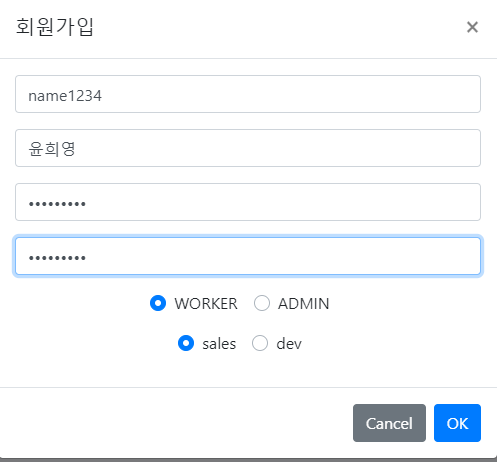 회원가입 ×
name1234
윤희영
•••••••••
•••••••••
WORKER ADMIN
sales dev
Cancel OK